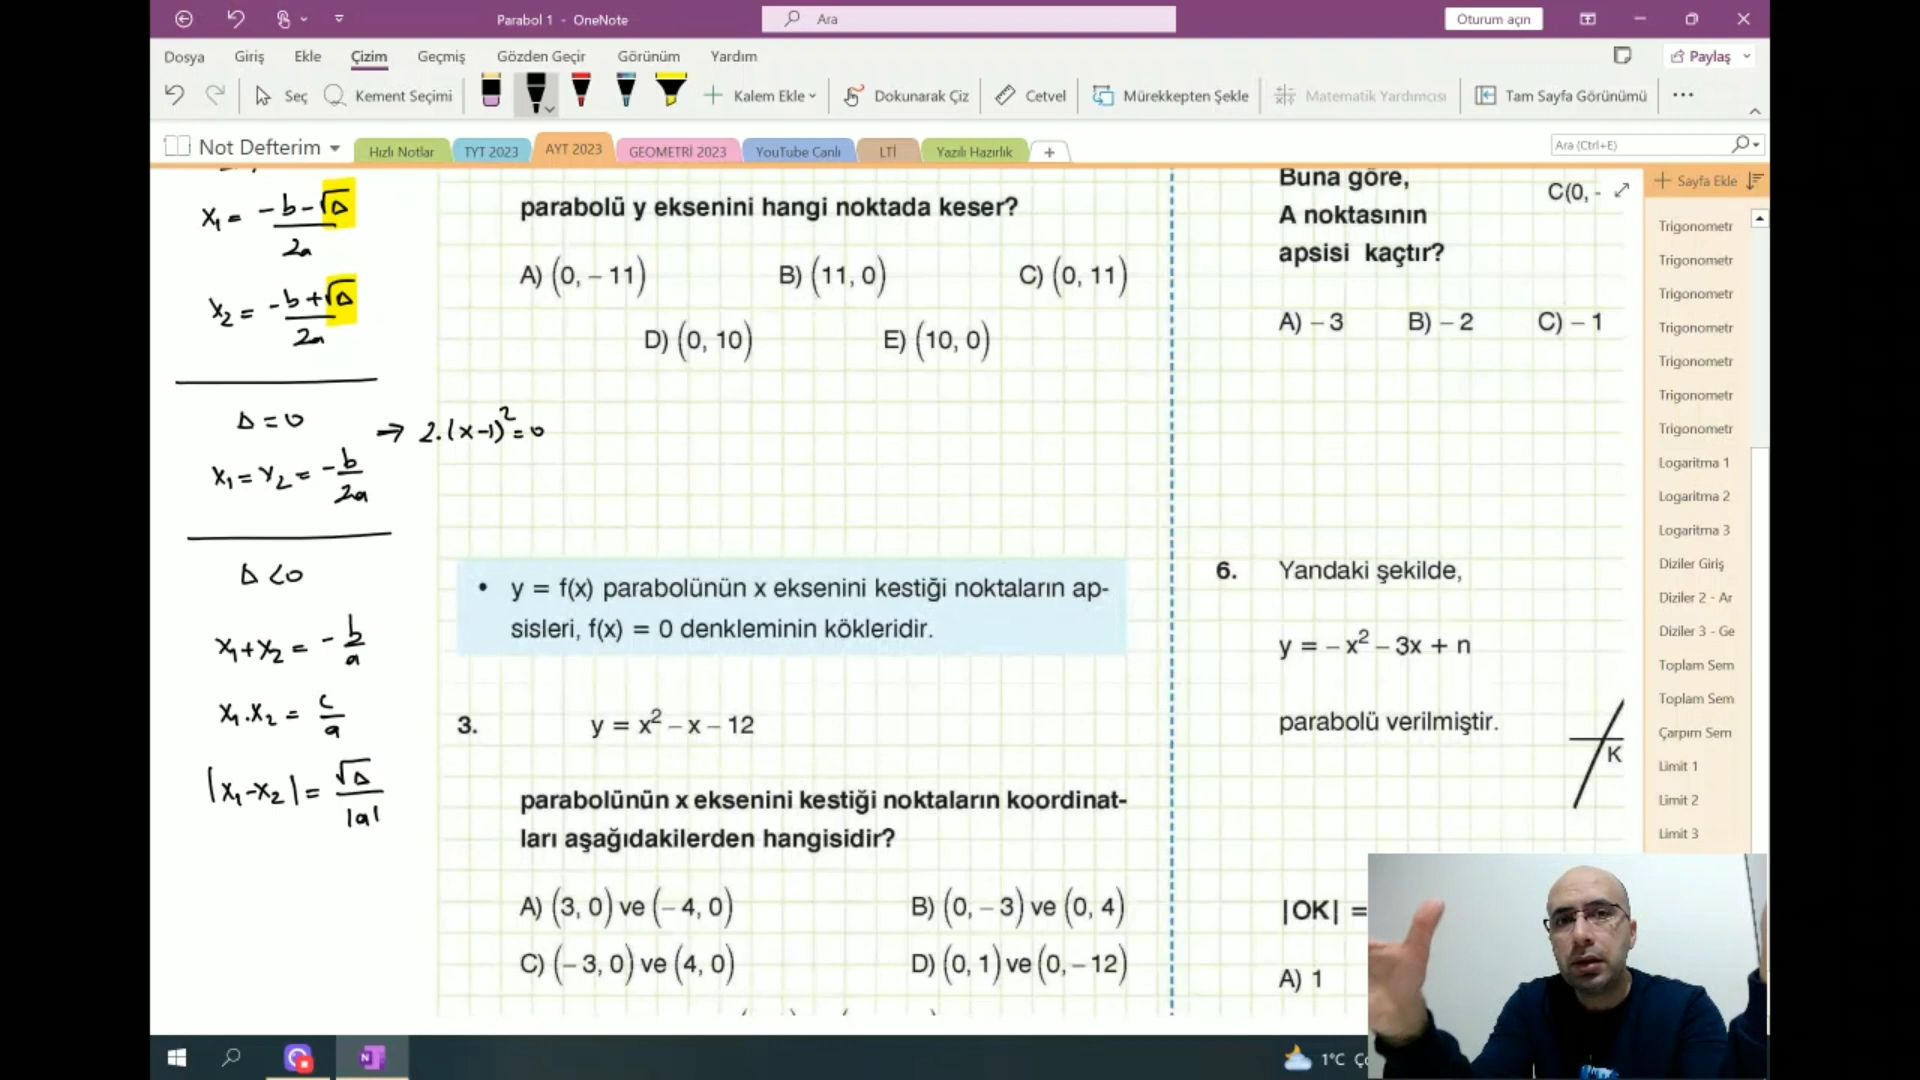 Parabol 1 - OneNote
Ara
Oturum açın
Dosya Giriş Ekle Çizim Geçmiş Gözden Geçir Görünüm Yardım
Paylaş
Seç Kement Seçimi Kalem Ekle Dokunarak Çiz Cetvel Mürekkepten Şekle Matematik Yardımcısı Tam Sayfa Görünümü
Not Defterim Hızlı Notlar TYT 2023 AYT 2023 GEOMETRİ 2023 YouTube Canlı LTİ Yazılı Hazırlık
Ara (Ctrl+E)
x₁ = (-b-√Δ)/2a
x₂ = (-b+√Δ)/2a
Δ = 0
→ 2.(x-1)² = 0
x₁ = x₂ = -b/2a
Δ < 0
x₁+x₂ = -b/a
x₁.x₂ = c/a
|x₁-x₂| = √Δ/|a|
parabolü y eksenini hangi noktada keser?
A) (0, – 11) B) (11, 0) C) (0, 11)
D) (0, 10) E) (10, 0)
• y = f(x) parabolünün x eksenini kestiği noktaların ap-
sisleri, f(x) = 0 denkleminin kökleridir.
3. y = x² – x – 12
parabolünün x eksenini kestiği noktaların koordinat-
ları aşağıdakilerden hangisidir?
A) (3, 0) ve (– 4, 0) B) (0, – 3) ve (0, 4)
C) (– 3, 0) ve (4, 0) D) (0, 1) ve (0, – 12)
Buna göre,
C(0, -
A noktasının
apsisi kaçtır?
A) – 3 B) – 2 C) – 1
6. Yandaki şekilde,
y = – x² – 3x + n
parabolü verilmiştir.
K
|OK| =
A) 1
Sayfa Ekle
Trigonometr
Trigonometr
Trigonometr
Trigonometr
Trigonometr
Trigonometr
Trigonometr
Logaritma 1
Logaritma 2
Logaritma 3
Diziler Giriş
Diziler 2 - Ar
Diziler 3 - Ge
Toplam Sem
Toplam Sem
Çarpım Sem
Limit 1
Limit 2
Limit 3
1°C